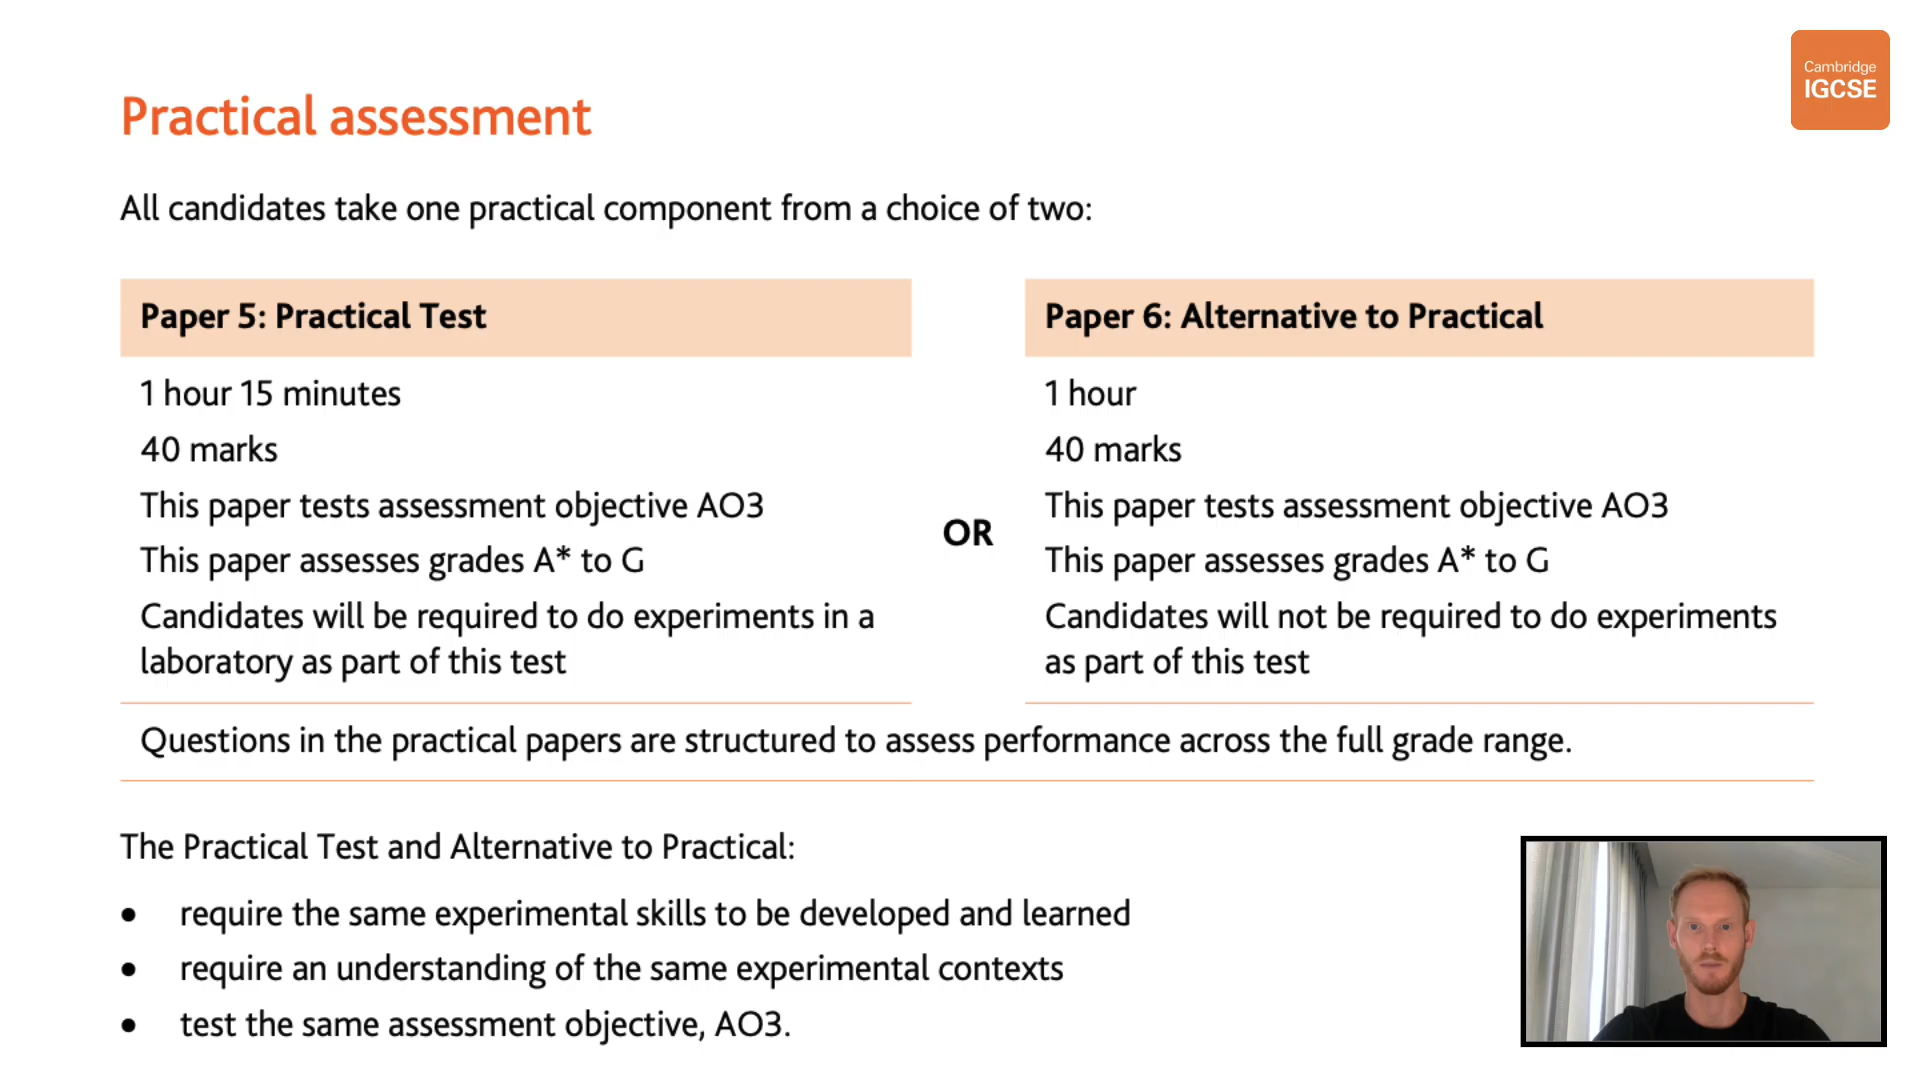 Cambridge
IGCSE
Practical assessment
All candidates take one practical component from a choice of two:
Paper 5: Practical Test
1 hour 15 minutes
40 marks
This paper tests assessment objective AO3
This paper assesses grades A* to G
Candidates will be required to do experiments in a
laboratory as part of this test
OR
Paper 6: Alternative to Practical
1 hour
40 marks
This paper tests assessment objective AO3
This paper assesses grades A* to G
Candidates will not be required to do experiments
as part of this test
Questions in the practical papers are structured to assess performance across the full grade range.
The Practical Test and Alternative to Practical:
• require the same experimental skills to be developed and learned
• require an understanding of the same experimental contexts
• test the same assessment objective, AO3.